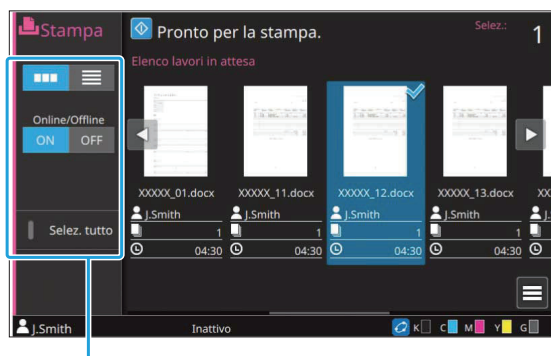 Stampa
Pronto per la stampa.
Selez.: 1
Elenco lavori in attesa
Online/Offline
ON OFF
XXXXX_01.docx XXXXX_11.docx XXXXX_12.docx XXXXX_13.docx XX
J.Smith J.Smith J.Smith J.Smith J.
1 1 1 1
Selez. tutto
04:30 04:30 04:30 04:30
J.Smith Inattivo K C M Y G